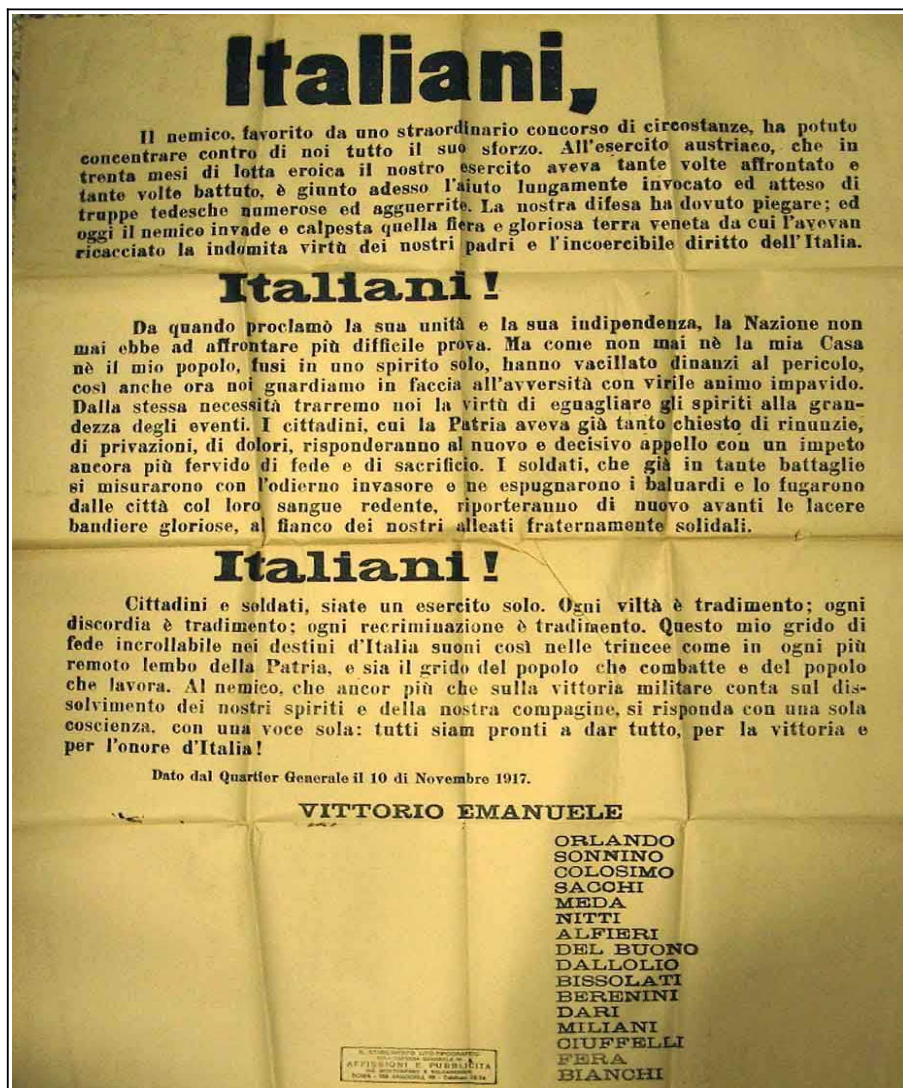 Italiani,
Il nemico, favorito da uno straordinario concorso di circostanze, ha potuto
concentrare contro di noi tutto il suo sforzo. All'esercito austriaco, che in
trenta mesi di lotta eroica il nostro esercito aveva tante volte affrontato e
tante volte battuto, è giunto adesso l'aiuto lungamente invocato ed atteso di
truppe tedesche numerose ed agguerrite. La nostra difesa ha dovuto piegare; ed
oggi il nemico invade e calpesta quella fiera e gloriosa terra veneta da cui l'avevan
ricacciato la indomita virtù dei nostri padri e l'incoercibile diritto dell'Italia.
Italiani!
Da quando proclamò la sua unità e la sua indipendenza, la Nazione non
mai ebbe ad affrontare più difficile prova. Ma come non mai nè la mia Casa
nè il mio popolo, fusi in uno spirito solo, hanno vacillato dinanzi al pericolo,
così anche ora noi guardiamo in faccia all'avversità con virile animo impavido.
Dalla stessa necessità trarremo noi la virtù di eguagliare gli spiriti alla gran-
dezza degli eventi. I cittadini, cui la Patria aveva già tanto chiesto di rinunzie,
di privazioni, di dolori, risponderanno al nuovo e decisivo appello con un impeto
ancora più fervido di fede e di sacrificio. I soldati, che già in tante battaglie
si misurarono con l'odierno invasore e ne espugnarono i baluardi e lo fugarono
dalle città col loro sangue redente, riporteranno di nuovo avanti le lacere
bandiere gloriose, al fianco dei nostri alleati fraternamente solidali.
Italiani!
Cittadini e soldati, siate un esercito solo. Ogni viltà è tradimento; ogni
discordia è tradimento; ogni recriminazione è tradimento. Questo mio grido di
fede incrollabile nei destini d'Italia suoni così nelle trincee come in ogni più
remoto lembo della Patria, e sia il grido del popolo che combatte e del popolo
che lavora. Al nemico, che ancor più che sulla vittoria militare conta sul dis-
solvimento dei nostri spiriti e della nostra compagine, si risponda con una sola
coscienza, con una voce sola: tutti siam pronti a dar tutto, per la vittoria e
per l'onore d'Italia!
Dato dal Quartier Generale il 10 di Novembre 1917.
VITTORIO EMANUELE
ORLANDO
SONNINO
COLOSIMO
SACCHI
MEDA
NITTI
ALFIERI
DEL BUONO
DALLOLIO
BISSOLATI
BERENINI
DARI
MILIANI
CIUFFELLI
FERA
BIANCHI
AFFISSIONI E PUBBLICITA